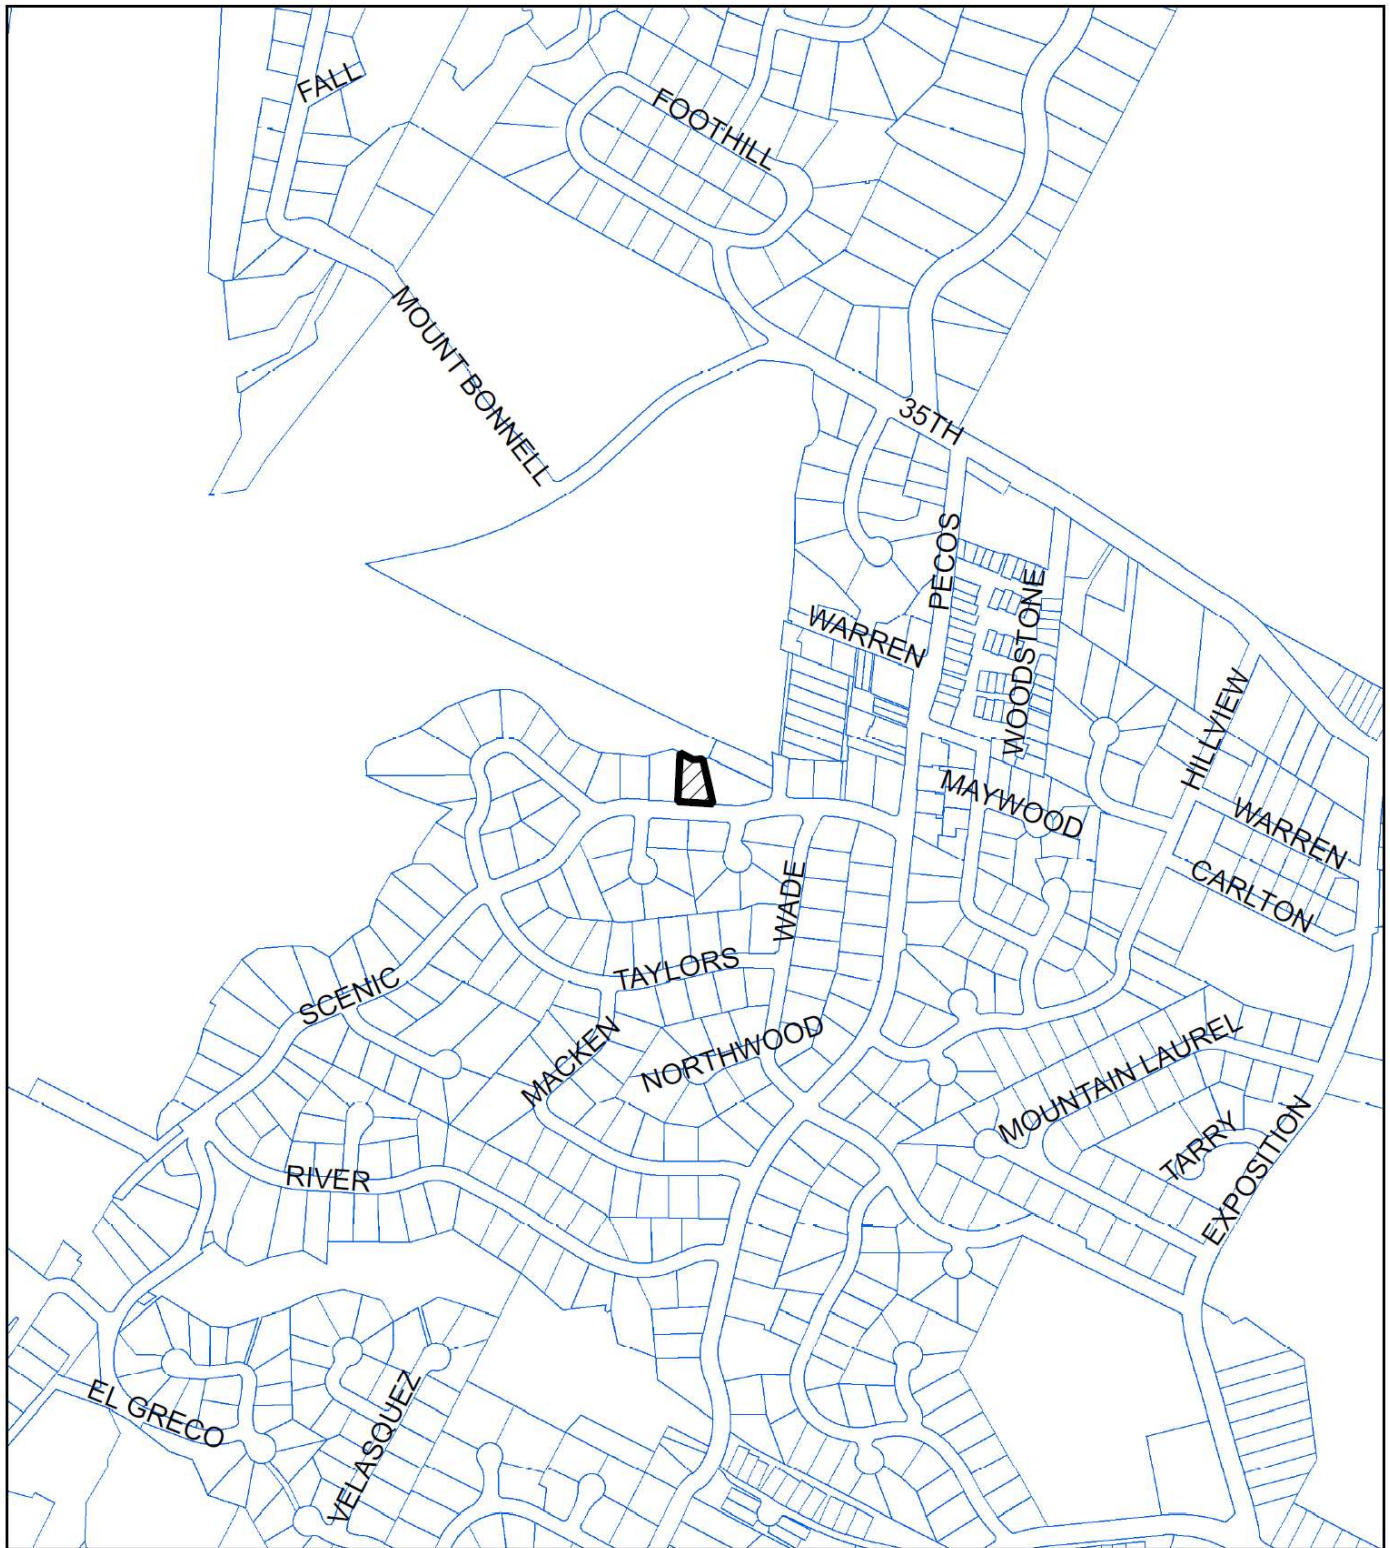 FALL
FOOTHILL
MOUNT BONNELL
35TH
PECOS
WOODSTONE
WARREN
HILLVIEW
MAYWOOD
WARREN
CARLTON
WADE
TAYLORS
SCENIC
MACKEN
NORTHWOOD
MOUNTAIN LAUREL
TARRY
EXPOSITION
RIVER
EL GRECO
VELASQUEZ